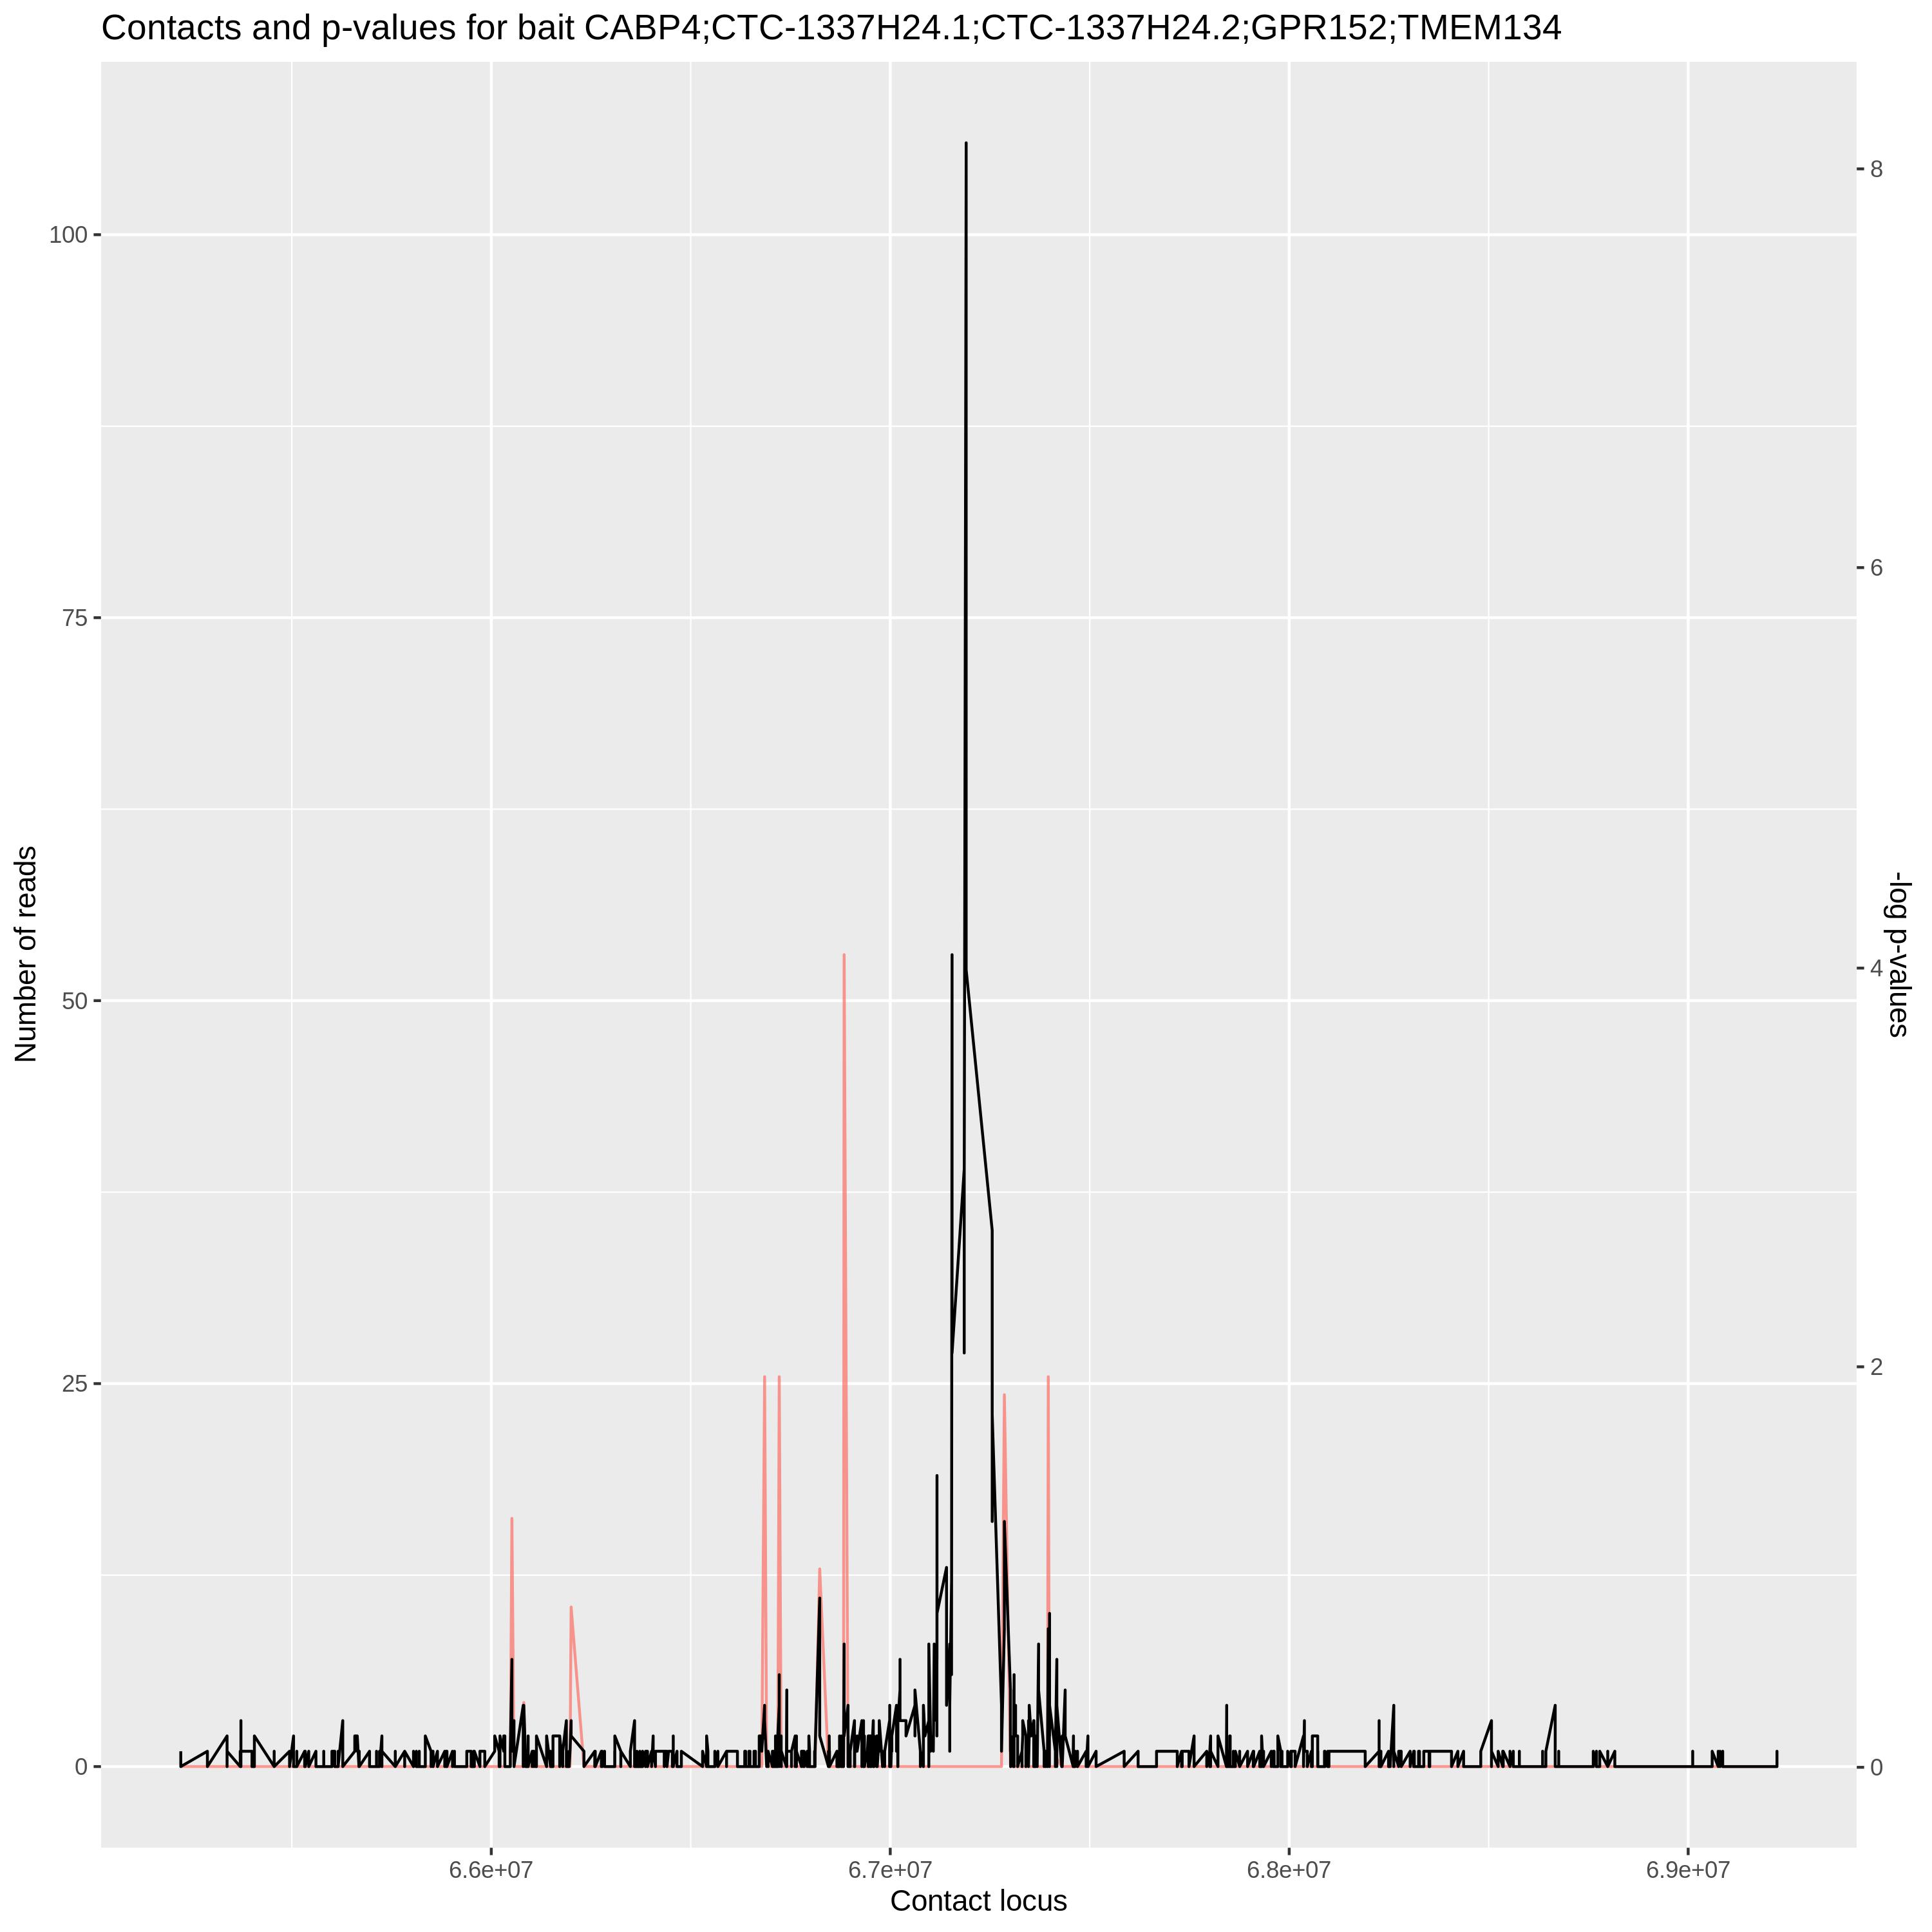 Contacts and p-values for bait CABP4;CTC-1337H24.1;CTC-1337H24.2;GPR152;TMEM134
100
75
50
25
0
Number of reads
8
6
4
2
0
-log p-values
6.6e+07 6.7e+07 6.8e+07 6.9e+07
Contact locus